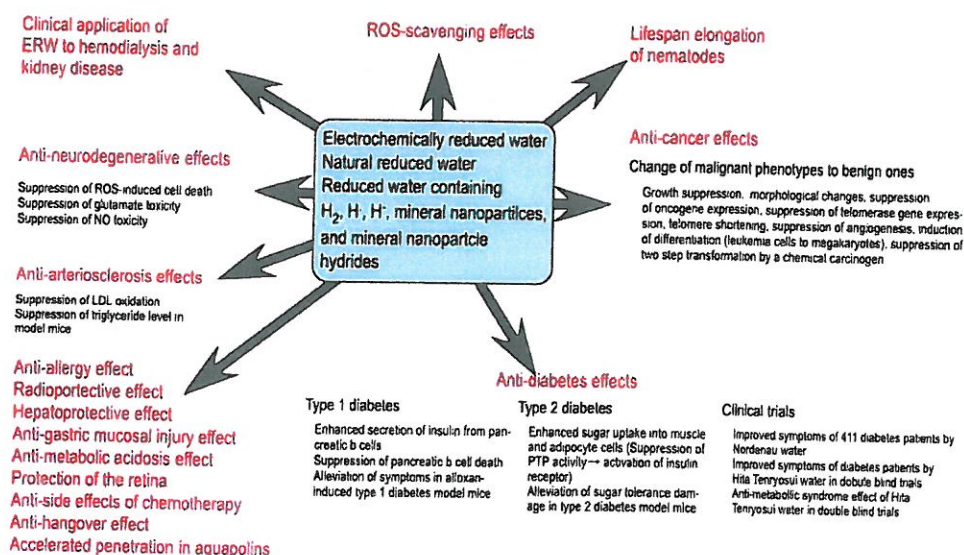 Clinical application of
ERW to hemodialysis and
kidney disease
ROS-scavenging effects
Lifespan elongation
of nematodes
Electrochemically reduced water
Natural reduced water
Reduced water containing
H2, H·, H-, mineral nanopartilces,
and mineral nanopartcle
hydrides
Anti-neurodegenerative effects
Suppression of ROS-induced cell death
Suppression of glutamate toxicity
Suppression of NO toxicity
Anti-arteriosclerosis effects
Suppression of LDL oxidation
Suppression of triglyceride level in
model mice
Anti-allergy effect
Radioportective effect
Hepatoprotective effect
Anti-gastric mucosal injury effect
Anti-metabolic acidosis effect
Protection of the retina
Anti-side effects of chemotherapy
Anti-hangover effect
Accelerated penetration in aquapolins
Anti-cancer effects
Change of malignant phenotypes to benign ones
Growth suppression, morphological changes, suppression
of oncogene expression, suppression of telomerase gene expres-
sion, telomere shortening, suppression of angiogenesis, induction
of differentiation (leukemia cells to megakaryotes), suppression of
two step transformation by a chemical carcinogen
Anti-diabetes effects
Type 1 diabetes
Enhanced secretion of insulin from pan-
creatic b cells
Suppression of pancreatic b cell death
Alleviation of symptoms in alloxan-
induced type 1 diabetes model mice
Type 2 diabetes
Enhanced sugar uptake into muscle
and adipocyte cells (Suppression of
PTP activity→ activation of insulin
receptor)
Alleviation of sugar tolerance dam-
age in type 2 diabetes model mice
Clinical trials
Improved symptoms of 411 diabetes patients by
Nordenau water
Improved symptoms of diabetes patients by
Hita Tenryosui water in dobule blind trials
Anti-metabolic syndrome effect of Hita
Tenryosui water in double blind trials